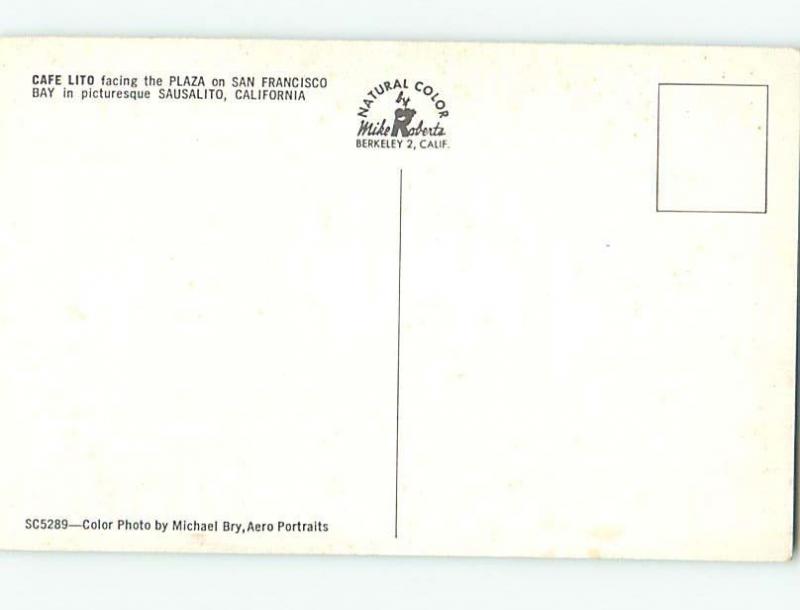 CAFE LITO facing the PLAZA on SAN FRANCISCO
BAY in picturesque SAUSALITO, CALIFORNIA
NATURAL COLOR
by
Mike Roberts
BERKELEY 2, CALIF.
SC5289—Color Photo by Michael Bry, Aero Portraits